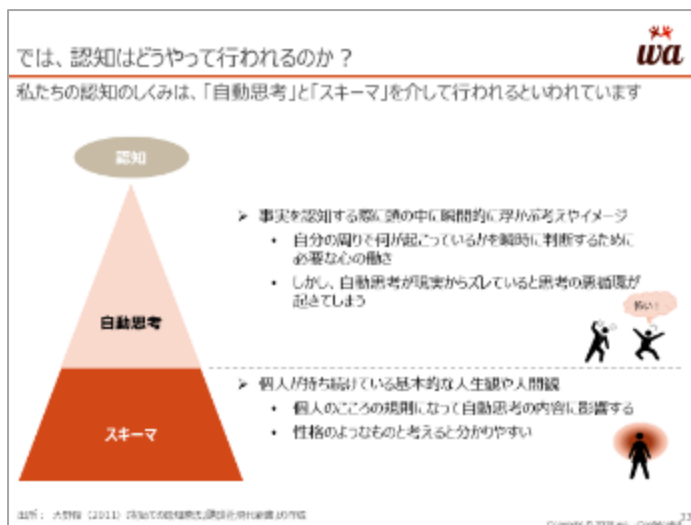 では、認知はどうやって行われるのか？
wa
私たちの認知のしくみは、「自動思考」と「スキーマ」を介して行われるといわれています
認知
➢ 事実を認知する際に頭の中に瞬間的に浮かぶ考えやイメージ
• 自分の周りで何が起こっているかを瞬時に判断するために
必要な心の働き
• しかし、自動思考が現実からズレていると思考の悪循環が
起きてしまう
自動思考
➢ 個人が持ち続けている基本的な人生観や人間観
• 個人のこころの規則になって自動思考の内容に影響する
• 性格のようなものと考えると分かりやすい
スキーマ
出所：大野裕（2011）